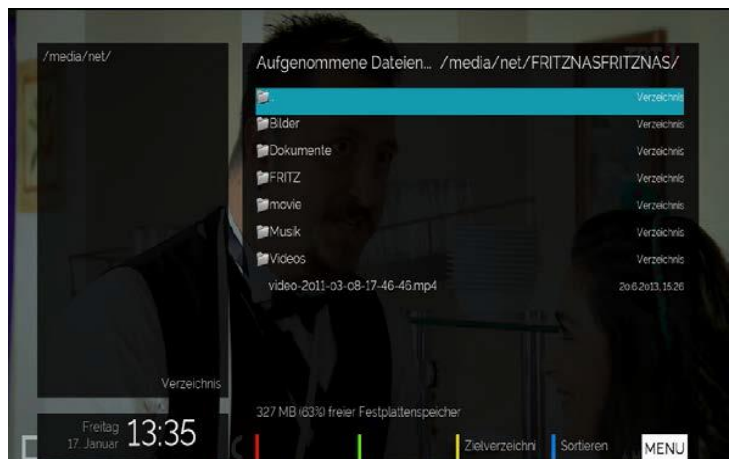 /media/net/
Aufgenommene Dateien... /media/net/FRITZNASFRITZNAS/
.. Verzeichnis
Bilder Verzeichnis
Dokumente Verzeichnis
FRITZ Verzeichnis
movie Verzeichnis
Musik Verzeichnis
Videos Verzeichnis
video-2011-03-08-17-46-46.mp4 20.6.2013, 15:26
Verzeichnis
327 MB (63%) freier Festplattenspeicher
Freitag
17. Januar
13:35
Zielverzeichni
Sortieren
MENU